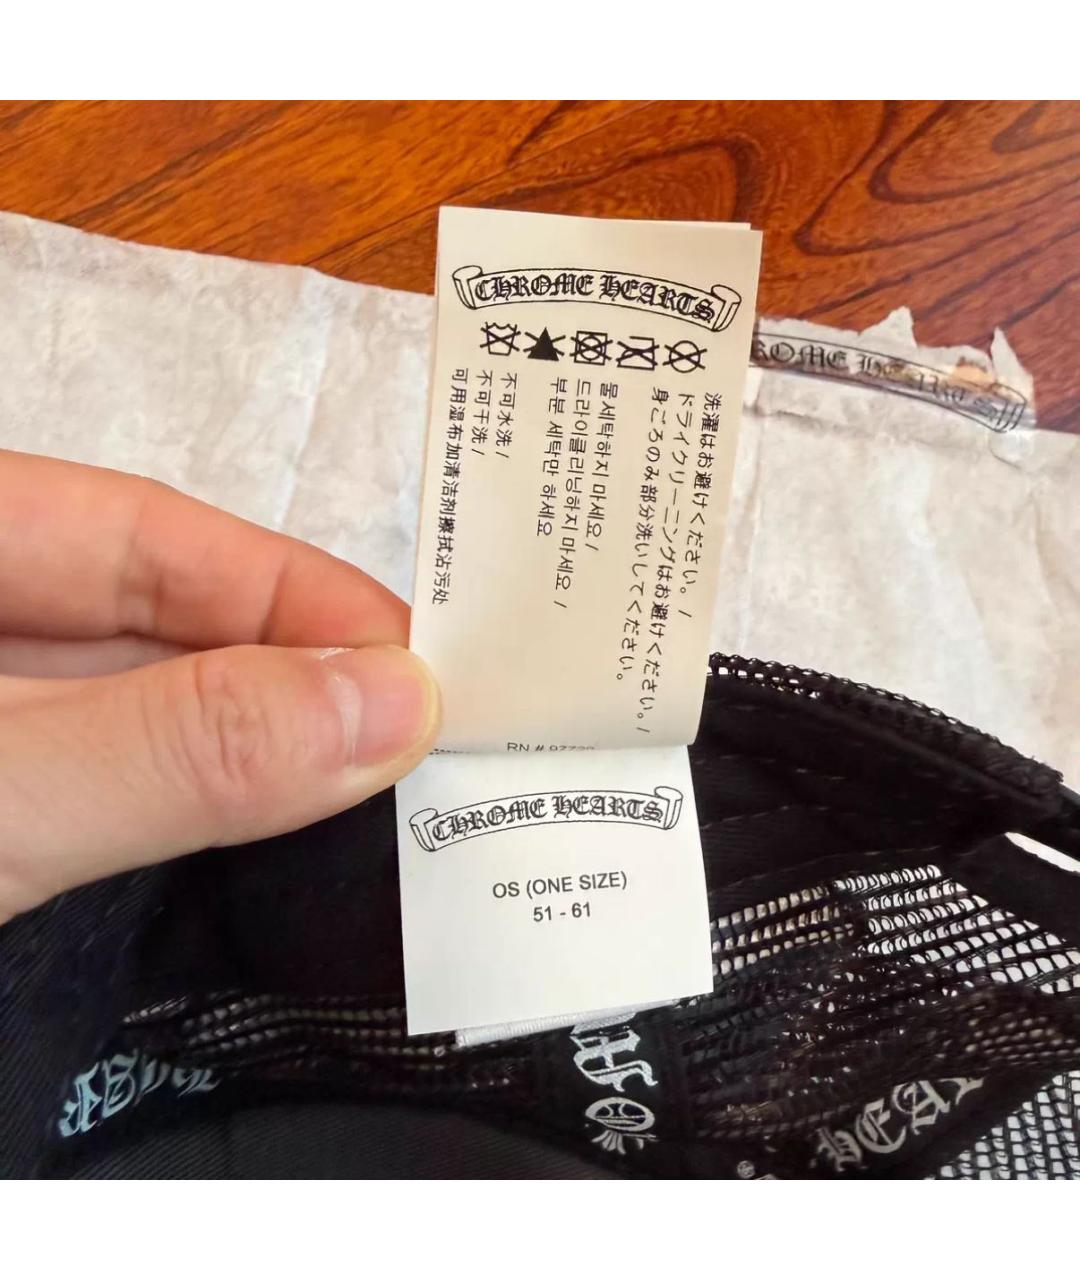 CHROME HEARTS
洗濯はお避けください。/
ドライクリーニングはお避けください。/
身ごろのみ部分洗いしてください。
물세탁하지 마세요/
드라이클리닝하지 마세요 /
부분 세탁만 하세요
不可水洗 /
不可干洗 /
可用湿布加清洁剂擦拭沾污处
RN #
CHROME HEARTS
OS (ONE SIZE)
51 - 61
ROME HEARTS
HEAR